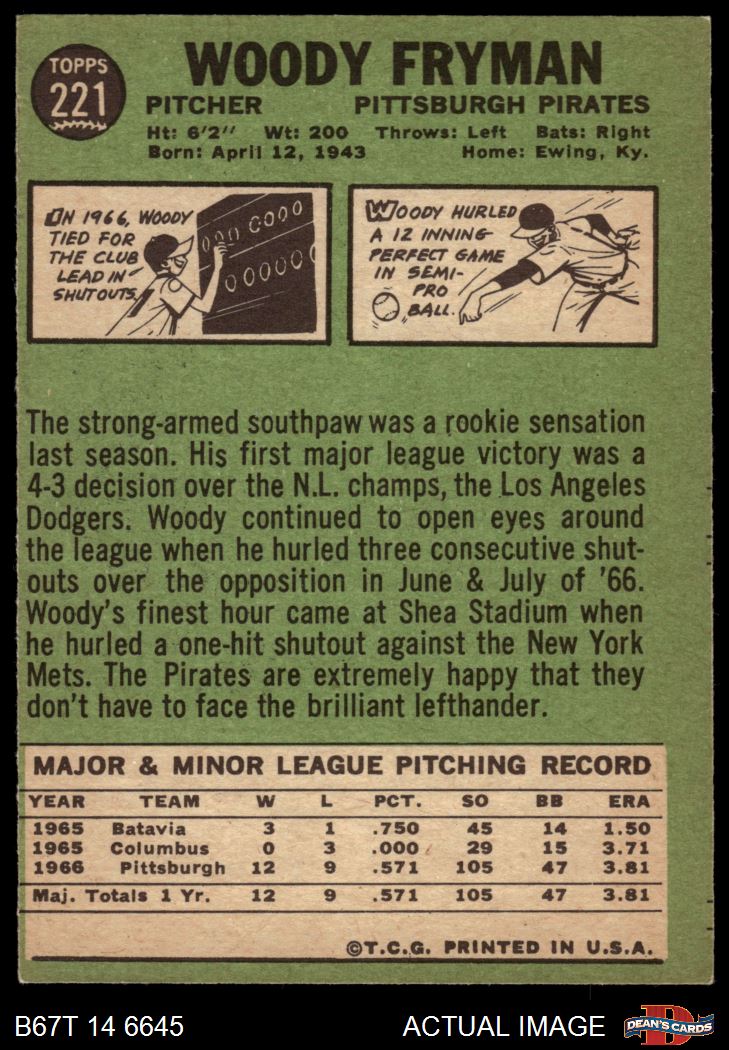 TOPPS
221
WOODY FRYMAN
PITCHER PITTSBURGH PIRATES
Ht: 6'2" Wt: 200 Throws: Left Bats: Right
Born: April 12, 1943 Home: Ewing, Ky.
IN 1966, WOODY
TIED FOR
THE CLUB
LEAD IN
SHUTOUTS.
WOODY HURLED
A 12 INNING
PERFECT GAME
IN SEMI-
PRO
BALL.
The strong-armed southpaw was a rookie sensation
last season. His first major league victory was a
4-3 decision over the N.L. champs, the Los Angeles
Dodgers. Woody continued to open eyes around
the league when he hurled three consecutive shut-
outs over the opposition in June & July of '66.
Woody's finest hour came at Shea Stadium when
he hurled a one-hit shutout against the New York
Mets. The Pirates are extremely happy that they
don't have to face the brilliant lefthander.
MAJOR & MINOR LEAGUE PITCHING RECORD
YEAR TEAM W L PCT. SO BB ERA
1965 Batavia 3 1 .750 45 14 1.50
1965 Columbus 0 3 .000 29 15 3.71
1966 Pittsburgh 12 9 .571 105 47 3.81
Maj. Totals 1 Yr. 12 9 .571 105 47 3.81
©T.C.G. PRINTED IN U.S.A.
B67T 14 6645 ACTUAL IMAGE
DEAN'S CARDS